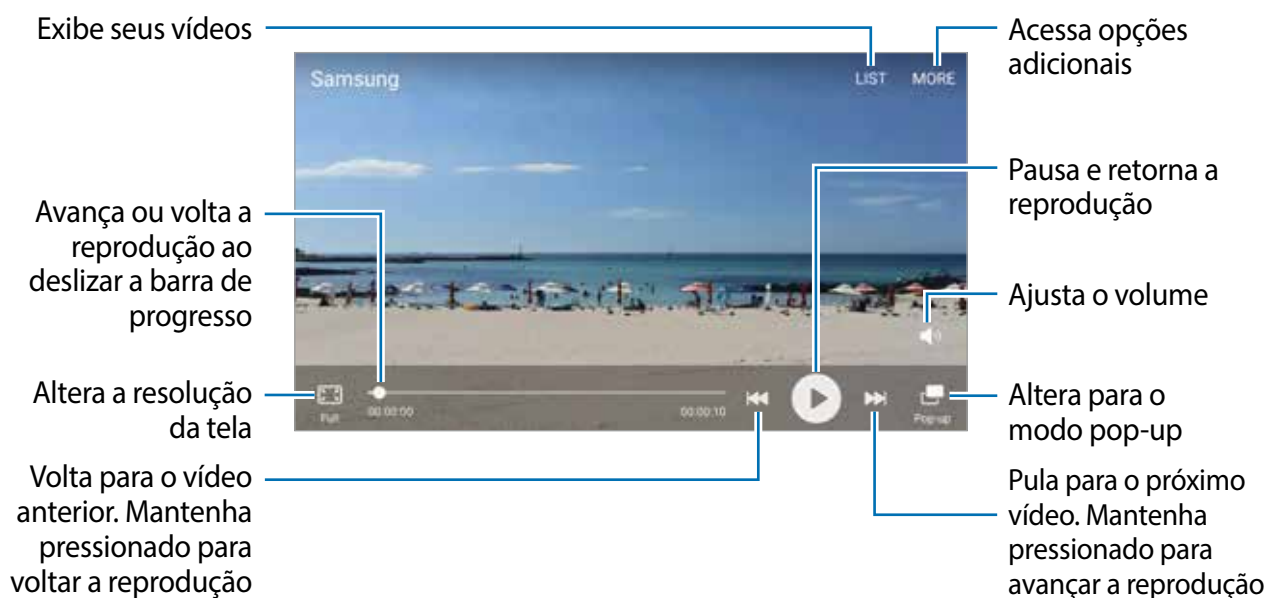 Exibe seus vídeos
Acessa opções
adicionais
Samsung
LIST
MORE
Pausa e retorna a
reprodução
Avança ou volta a
reprodução ao
deslizar a barra de
progresso
Ajusta o volume
Altera a resolução
da tela
Full
00:00:00
00:00:10
Pop-up
Altera para o
modo pop-up
Volta para o vídeo
anterior. Mantenha
pressionado para
voltar a reprodução
Pula para o próximo
vídeo. Mantenha
pressionado para
avançar a reprodução